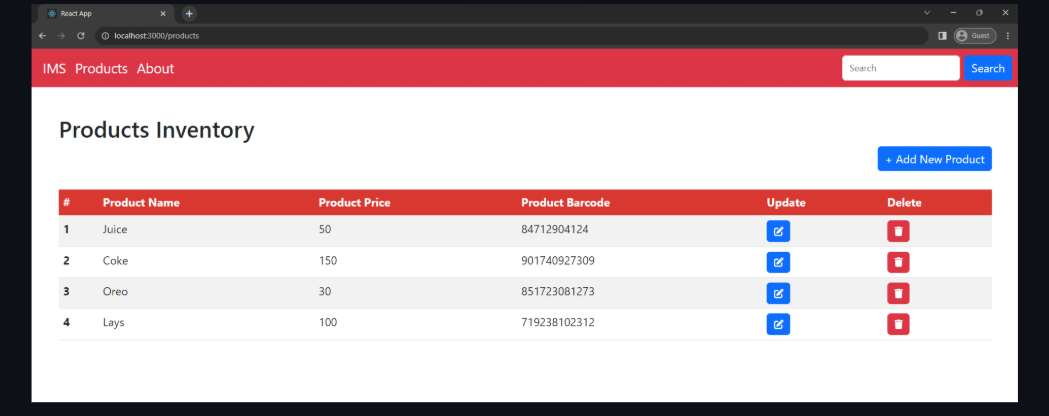 React App
localhost:3000/products
Guest
IMS Products About Search Search
Products Inventory
+ Add New Product
# Product Name Product Price Product Barcode Update Delete
1 Juice 50 84712904124
2 Coke 150 901740927309
3 Oreo 30 851723081273
4 Lays 100 719238102312